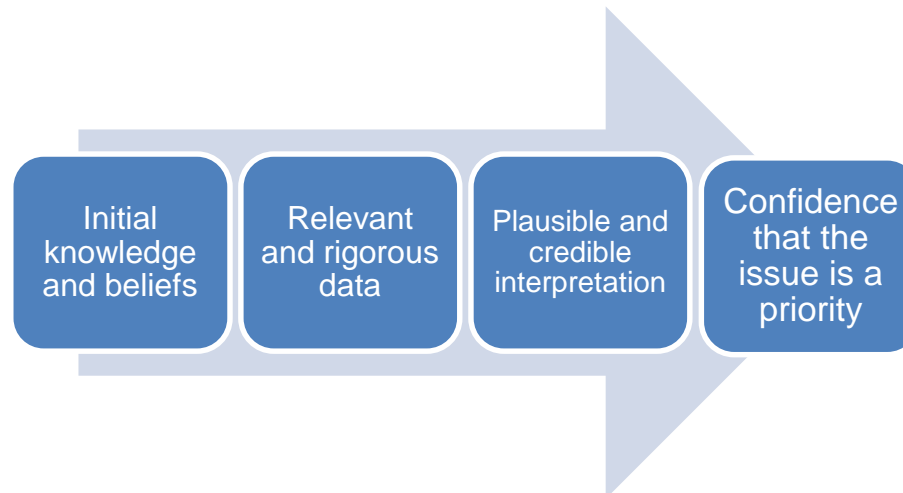 Initial
knowledge
and beliefs
Relevant
and rigorous
data
Plausible and
credible
interpretation
Confidence
that the
issue is a
priority